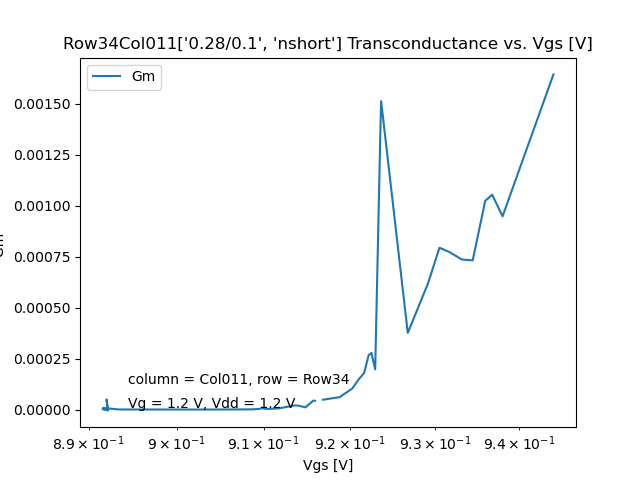 Row34Col011['0.28/0.1', 'nshort'] Transconductance vs. Vgs [V]
Gm
0.00150
0.00125
0.00100
0.00075
0.00050
0.00025
0.00000
column = Col011, row = Row34
Vg = 1.2 V, Vdd = 1.2 V
8.9 × 10⁻¹ 9 × 10⁻¹ 9.1 × 10⁻¹ 9.2 × 10⁻¹ 9.3 × 10⁻¹ 9.4 × 10⁻¹
Vgs [V]